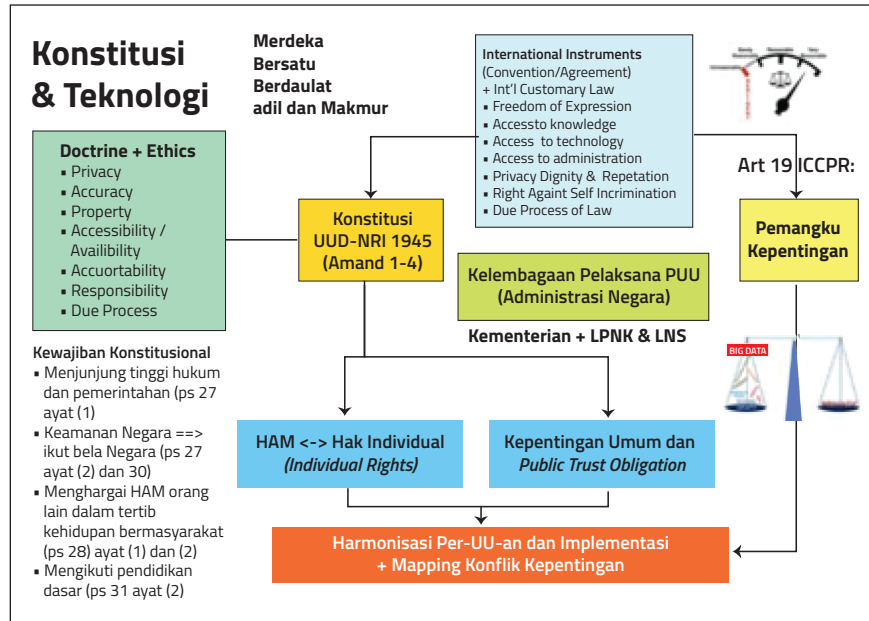 Konstitusi
& Teknologi
Merdeka
Bersatu
Berdaulat
adil dan Makmur
International Instruments
(Convention/Agreement)
+ Int'l Customary Law
▪ Freedom of Expression
▪ Accessto knowledge
▪ Access to technology
▪ Access to administration
▪ Privacy Dignity & Repetation
▪ Right Againt Self Incrimination
▪ Due Process of Law
Doctrine + Ethics
▪ Privacy
▪ Accuracy
▪ Property
▪ Accessibility /
Availibility
▪ Accuortability
▪ Responsibility
▪ Due Process
Konstitusi
UUD-NRI 1945
(Amand 1-4)
Art 19 ICCPR:
Pemangku
Kepentingan
Kelembagaan Pelaksana PUU
(Administrasi Negara)
Kementerian + LPNK & LNS
BIG DATA
Kewajiban Konstitusional
▪ Menjunjung tinggi hukum
dan pemerintahan (ps 27
ayat (1)
▪ Keamanan Negara ==>
ikut bela Negara (ps 27
ayat (2) dan 30)
▪ Menghargai HAM orang
lain dalam tertib
kehidupan bermasyarakat
(ps 28) ayat (1) dan (2)
▪ Mengikuti pendidikan
dasar (ps 31 ayat (2)
HAM <-> Hak Individual
(Individual Rights)
Kepentingan Umum dan
Public Trust Obligation
Harmonisasi Per-UU-an dan Implementasi
+ Mapping Konflik Kepentingan